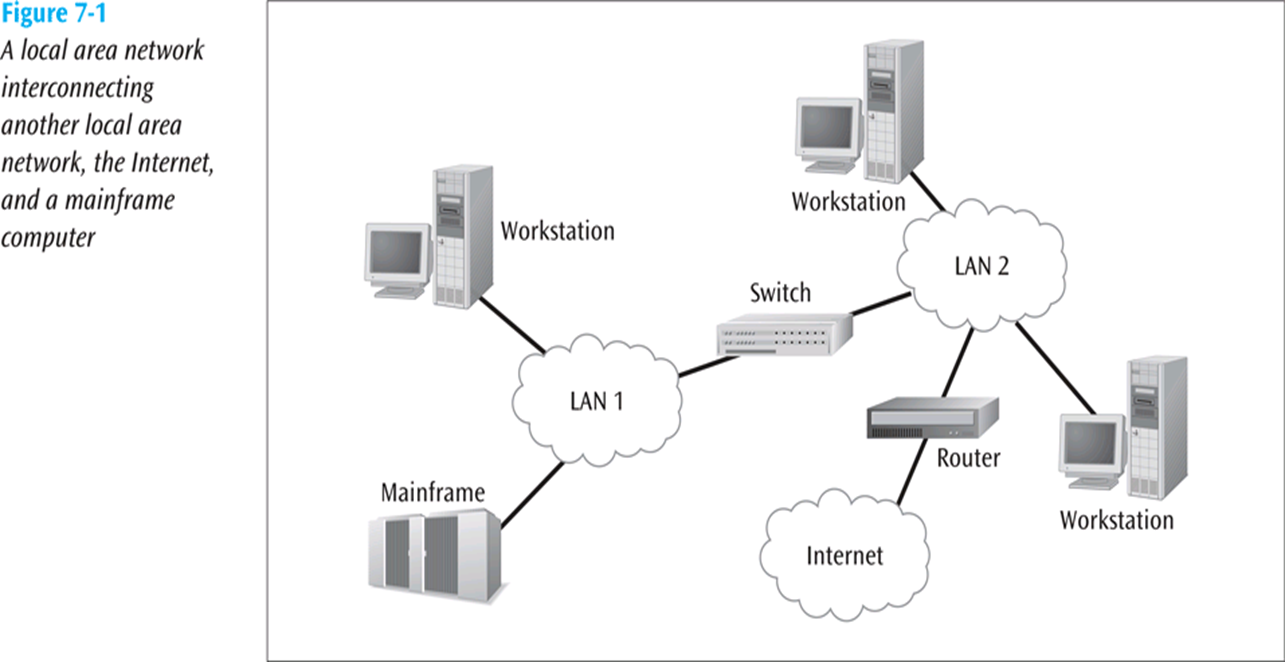 Figure 7-1
A local area network
interconnecting
another local area
network, the Internet,
and a mainframe
computer
Workstation
Workstation
LAN 2
Switch
LAN 1
Router
Mainframe
Workstation
Internet